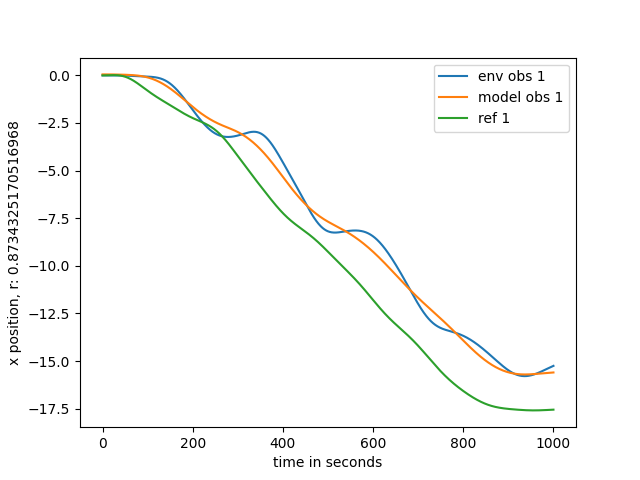 env obs 1
model obs 1
ref 1
0.0
−2.5
−5.0
−7.5
−10.0
−12.5
−15.0
−17.5
x position, r: 0.8734325170516968
0 200 400 600 800 1000
time in seconds